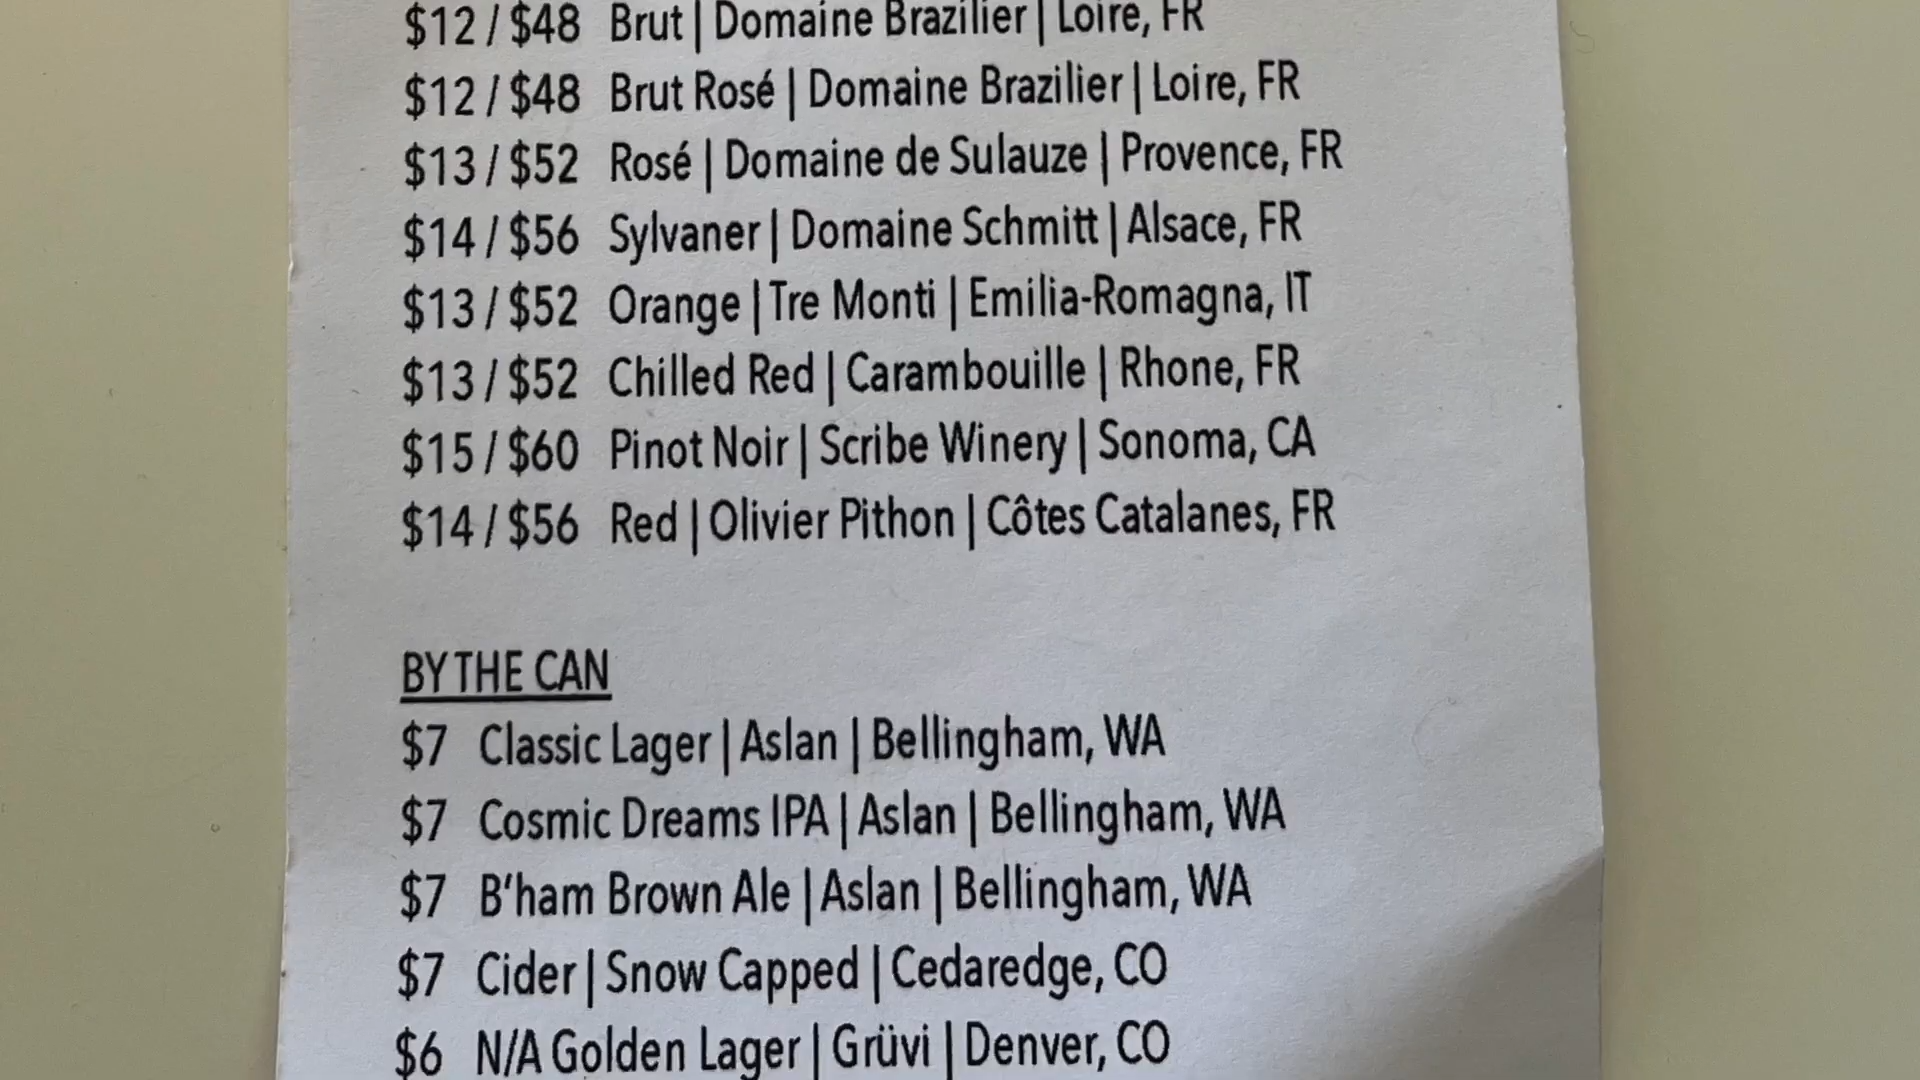 $12 / $48 Brut | Domaine Brazilier | Loire, FR
$12 / $48 Brut Rosé | Domaine Brazilier | Loire, FR
$13 / $52 Rosé | Domaine de Sulauze | Provence, FR
$14 / $56 Sylvaner | Domaine Schmitt | Alsace, FR
$13 / $52 Orange | Tre Monti | Emilia-Romagna, IT
$13 / $52 Chilled Red | Carambouille | Rhone, FR
$15 / $60 Pinot Noir | Scribe Winery | Sonoma, CA
$14 / $56 Red | Olivier Pithon | Côtes Catalanes, FR
BY THE CAN
$7 Classic Lager | Aslan | Bellingham, WA
$7 Cosmic Dreams IPA | Aslan | Bellingham, WA
$7 B'ham Brown Ale | Aslan | Bellingham, WA
$7 Cider | Snow Capped | Cedaredge, CO
$6 N/A Golden Lager | Grüvi | Denver, CO